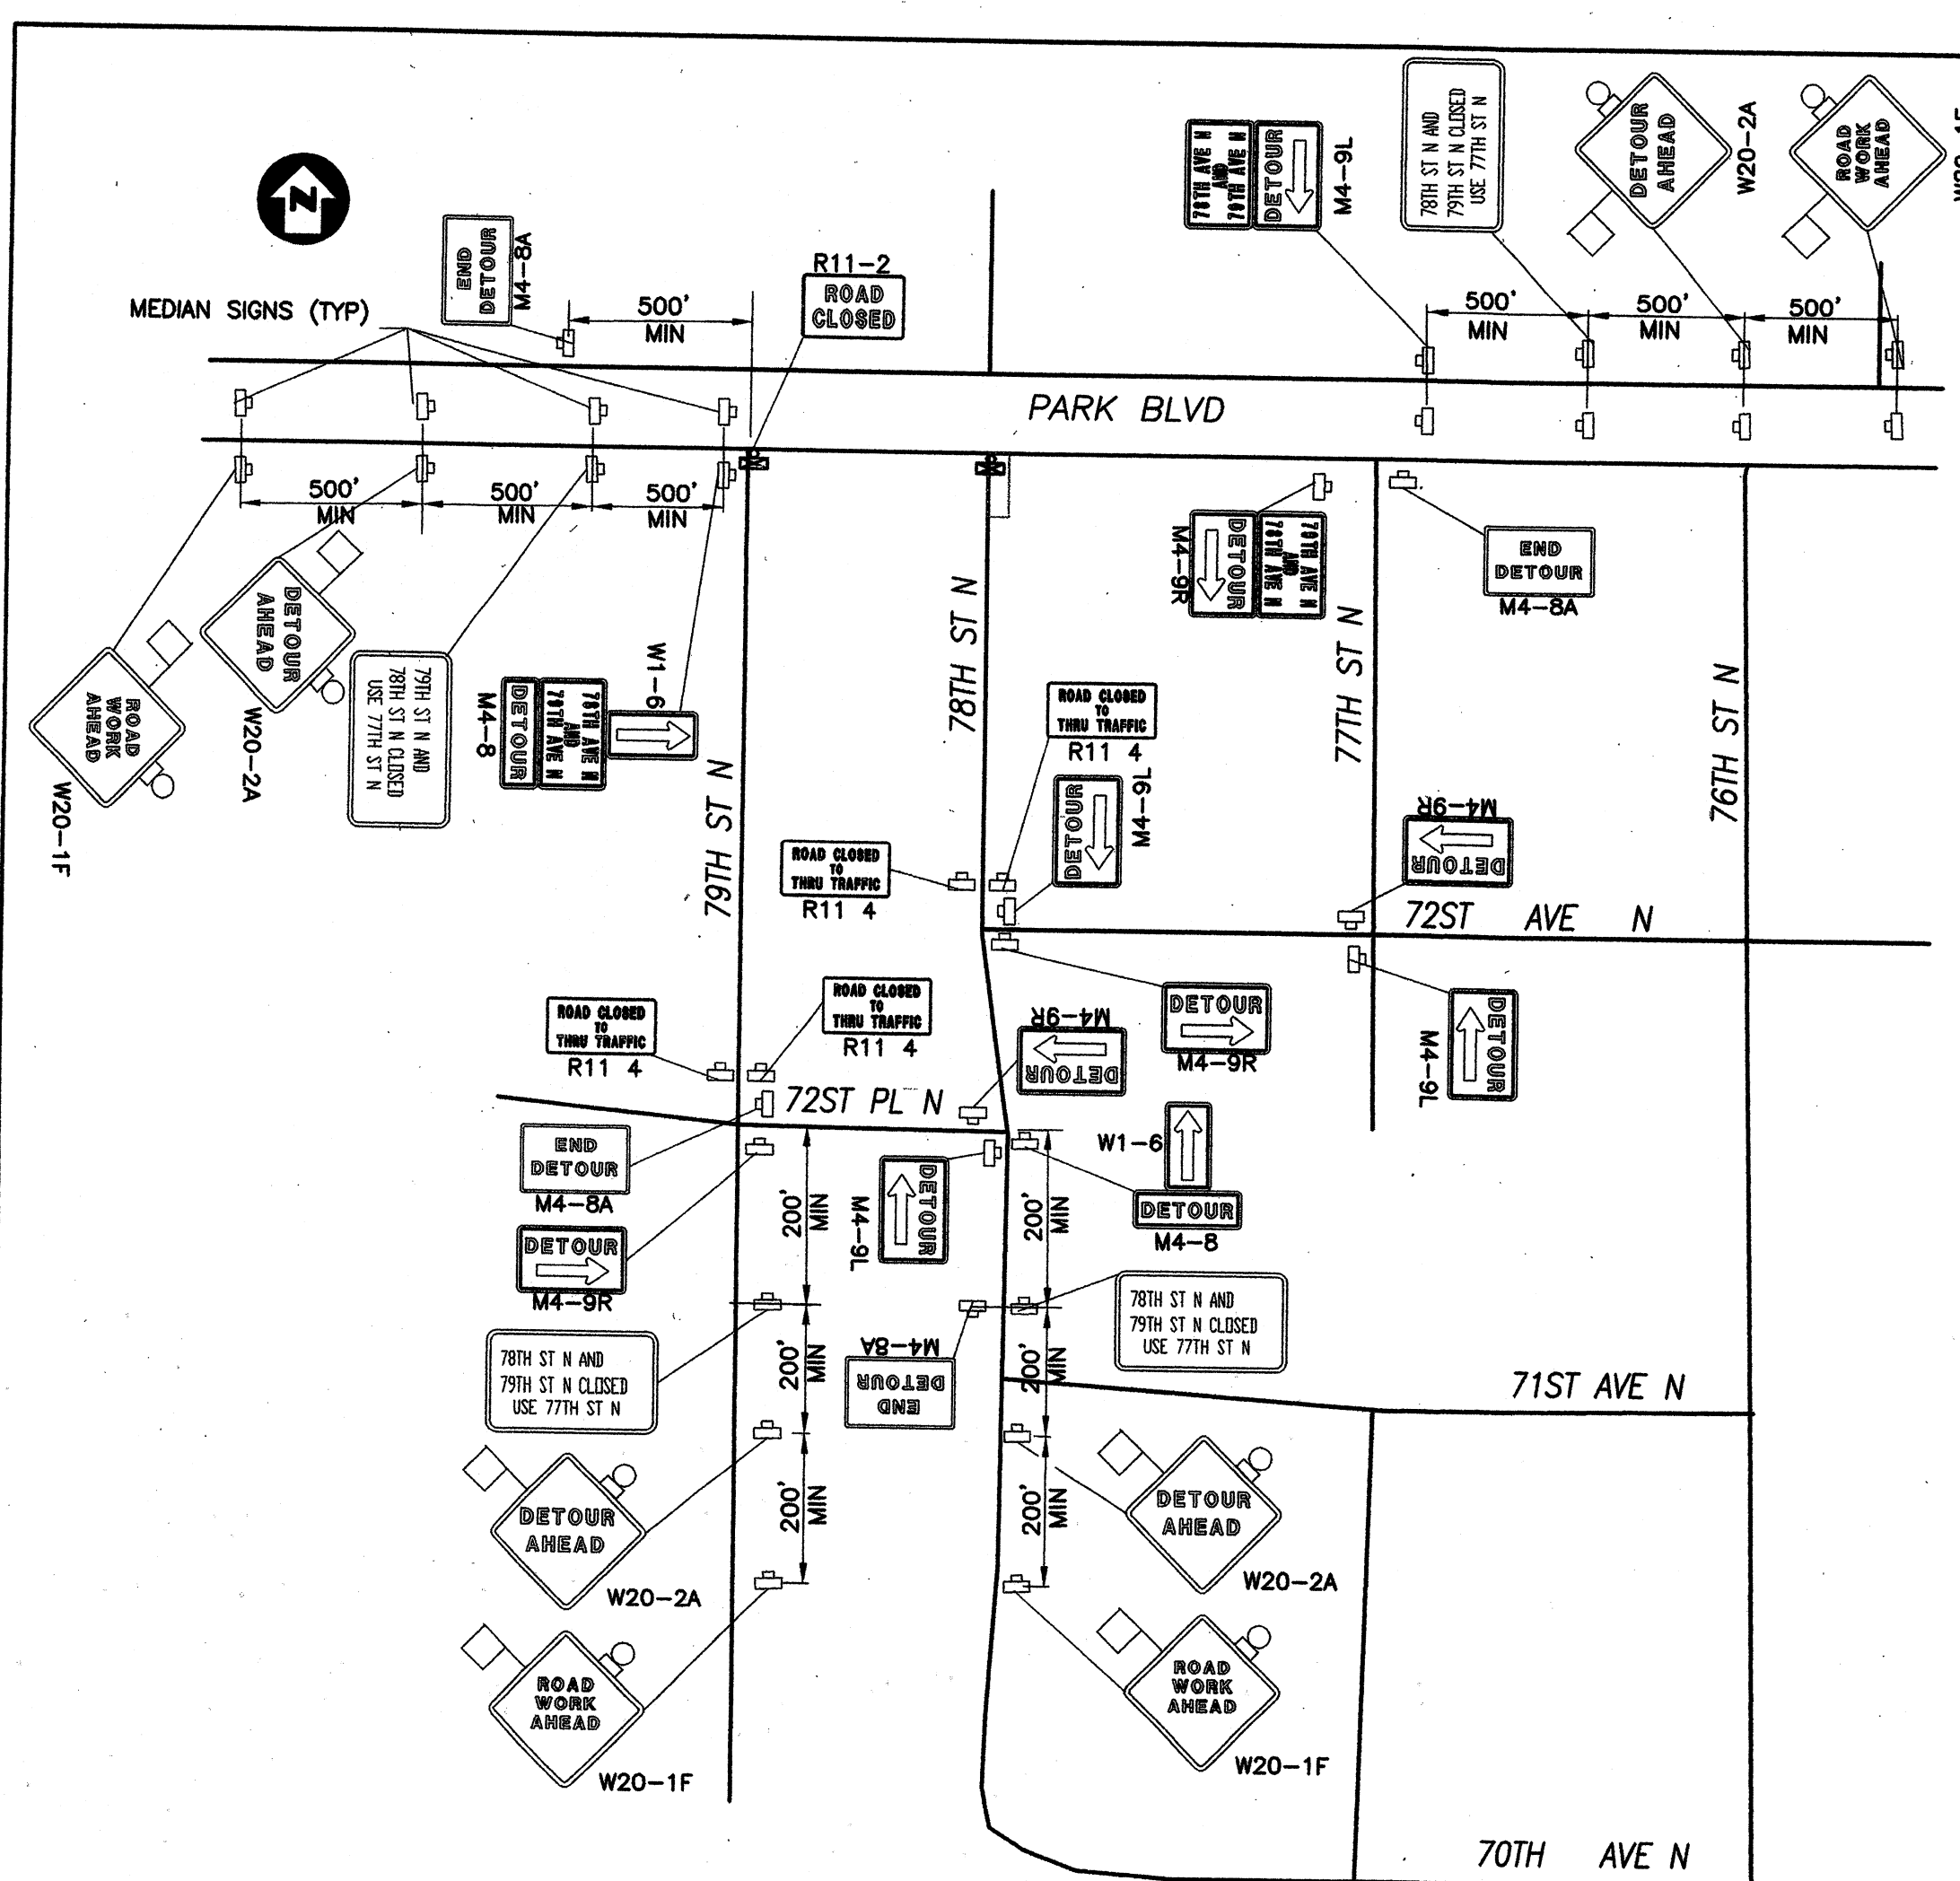 N
MEDIAN SIGNS (TYP)
END
DETOUR
M4-8A
500'
MIN
R11-2
ROAD
CLOSED
78TH AVE N
AND
79TH AVE N
DETOUR
M4-9L
78TH ST N AND
79TH ST N CLOSED
USE 77TH ST N
DETOUR
AHEAD
W20-2A
ROAD
WORK
AHEAD
500'
MIN
500'
MIN
500'
MIN
PARK BLVD
500'
MIN
500'
MIN
500'
MIN
ROAD
WORK
AHEAD
W20-1F
DETOUR
AHEAD
W20-2A
79TH ST N AND
78TH ST N CLOSED
USE 77TH ST N
M4-8
DETOUR
78TH AVE N
AND
79TH AVE N
W1-6
79TH ST N
78TH ST N
77TH ST N
76TH ST N
M4-9R
DETOUR
79TH AVE N
AND
78TH AVE N
END
DETOUR
M4-8A
ROAD CLOSED
TO
THRU TRAFFIC
R11 4
DETOUR
M4-9L
ROAD CLOSED
TO
THRU TRAFFIC
R11 4
M4-9R
DETOUR
72ST AVE N
ROAD CLOSED
TO
THRU TRAFFIC
R11 4
ROAD CLOSED
TO
THRU TRAFFIC
R11 4
M4-9R
DETOUR
DETOUR
M4-9R
DETOUR
M4-9L
72ST PL N
END
DETOUR
M4-8A
DETOUR
M4-9R
200'
MIN
DETOUR
M4-9L
200'
MIN
W1-6
DETOUR
M4-8
78TH ST N AND
79TH ST N CLOSED
USE 77TH ST N
200'
MIN
M4-8A
END
DETOUR
200'
MIN
78TH ST N AND
79TH ST N CLOSED
USE 77TH ST N
71ST AVE N
DETOUR
AHEAD
W20-2A
200'
MIN
200'
MIN
DETOUR
AHEAD
W20-2A
ROAD
WORK
AHEAD
W20-1F
ROAD
WORK
AHEAD
W20-1F
70TH AVE N